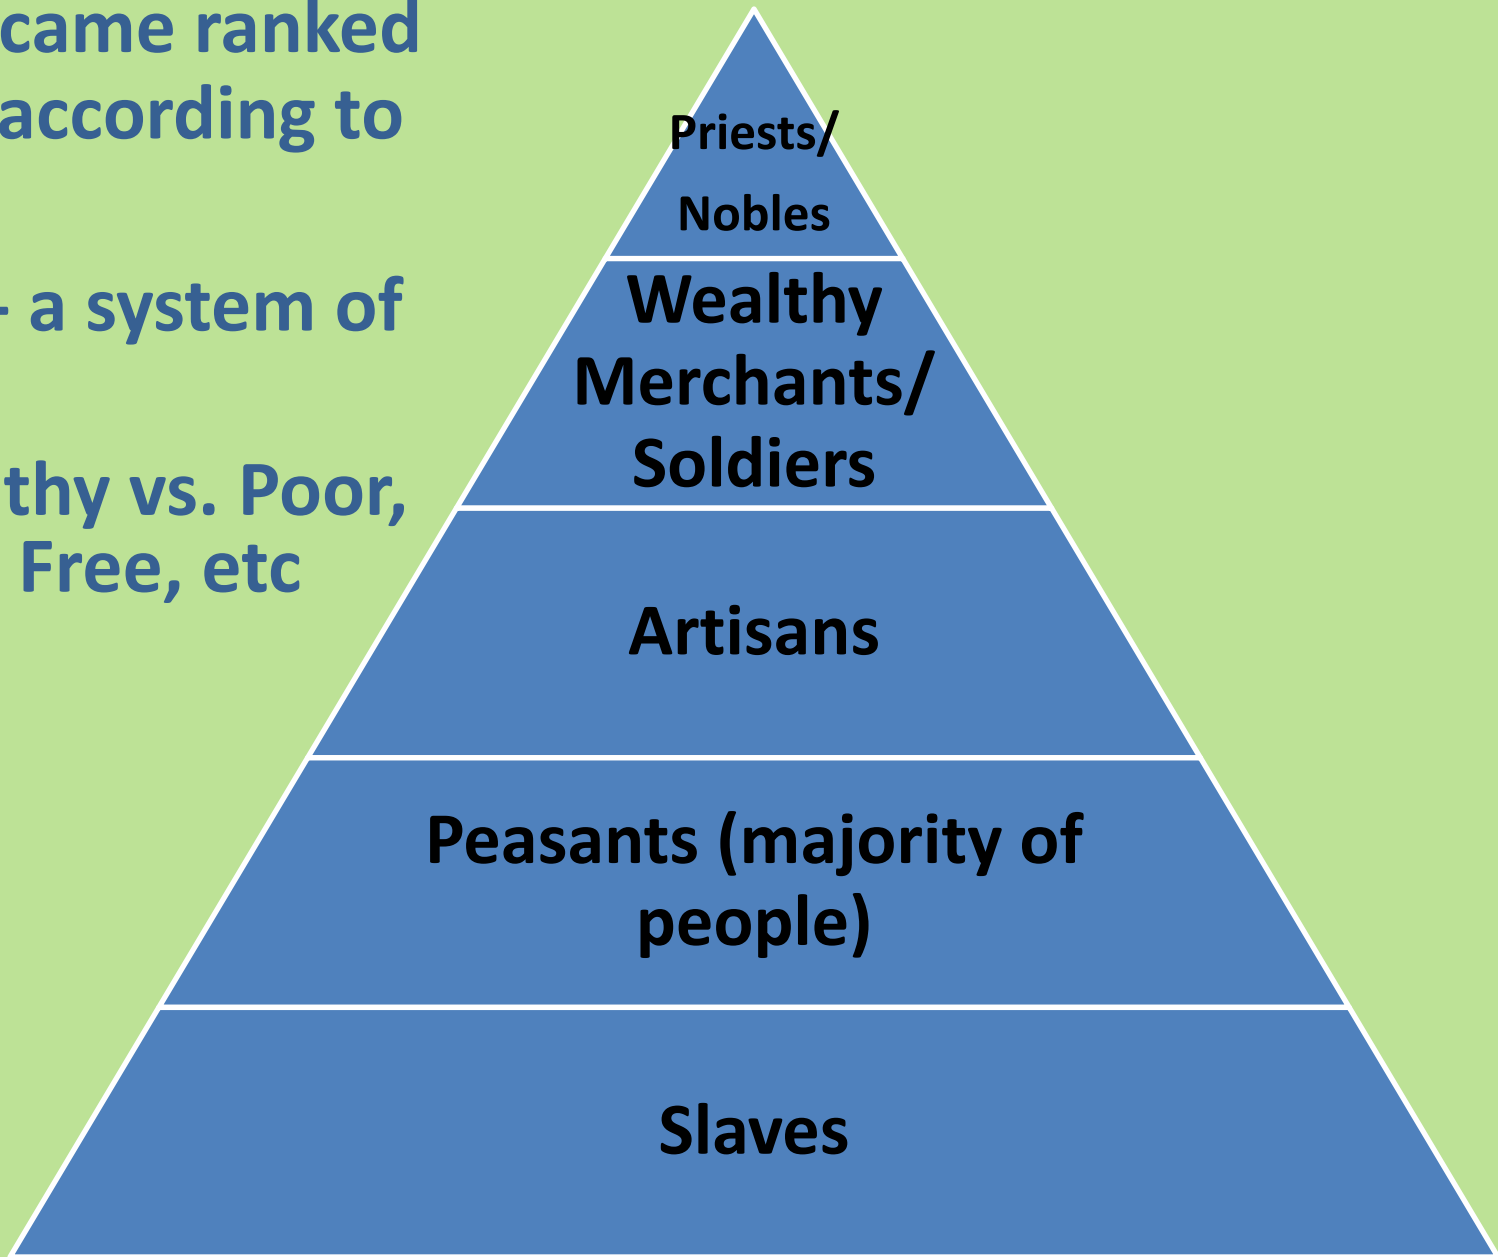 came ranked
according to
- a system of
thy vs. Poor,
Free, etc
Priests/
Nobles
Wealthy
Merchants/
Soldiers
Artisans
Peasants (majority of
people)
Slaves